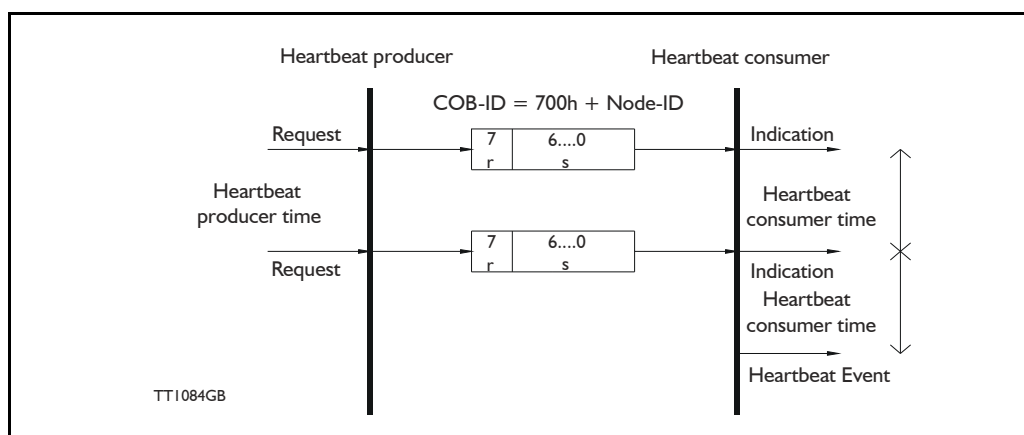 Heartbeat producer
Heartbeat consumer
COB-ID = 700h + Node-ID
Request
7
6....0
Indication
r
s
Heartbeat
producer time
Heartbeat
consumer time
7
6....0
Request
r
s
Indication
Heartbeat
consumer time
Heartbeat Event
TT1084GB